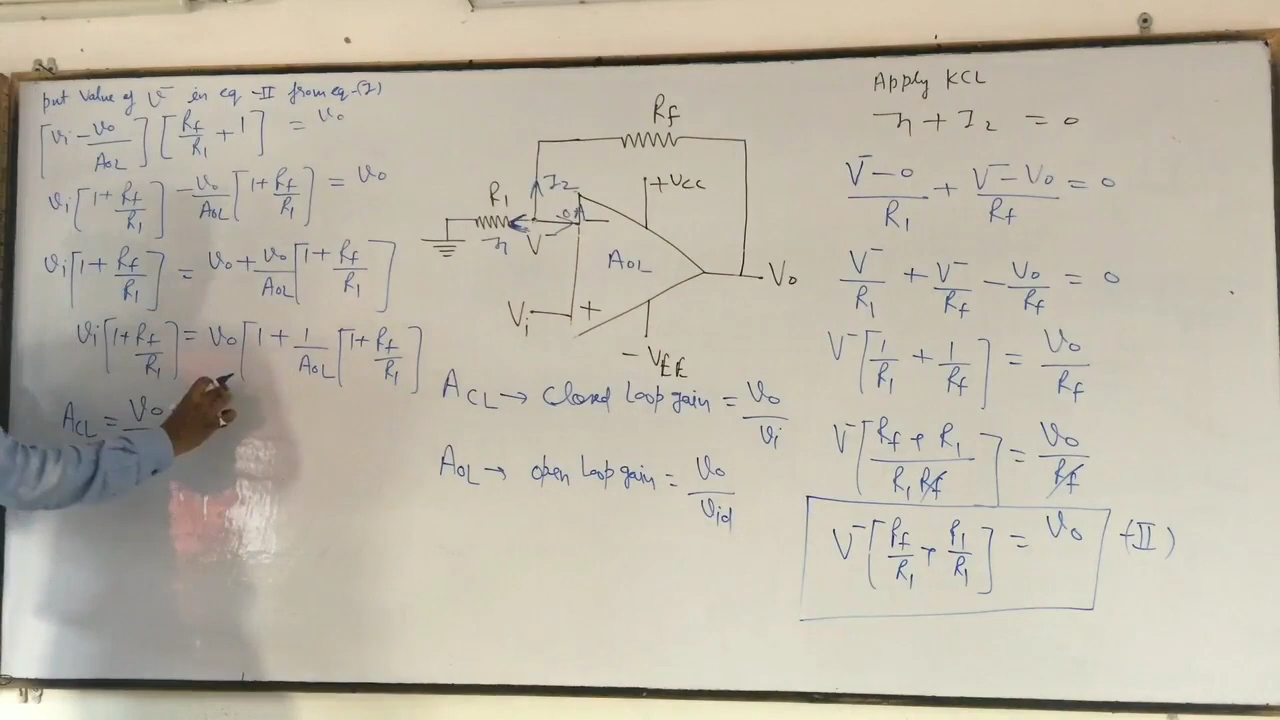 put value of V⁻ in eq-II from eq-(I)
[vi - vo/AOL] [Rf/R1 + 1] = vo
vi [1 + Rf/R1] - vo/AOL [1 + Rf/R1] = vo
vi [1 + Rf/R1] = vo + vo/AOL [1 + Rf/R1]
vi [1 + Rf/R1] = vo [1 + 1/AOL [1 + Rf/R1]
ACL = vo
Rf
I2
+VCC
R1
0A
I1
V⁻
AOL
Vo
Vi
+
-VEE
ACL → Closed Loop gain = vo/vi
AOL → open Loop gain = vo/vid
Apply KCL
I1 + I2 = 0
V⁻ - 0/R1 + V⁻ - Vo/Rf = 0
V⁻/R1 + V⁻/Rf - Vo/Rf = 0
V⁻ [1/R1 + 1/Rf] = Vo/Rf
V⁻ [Rf + R1/R1 Rf] = Vo/Rf
V⁻ [Rf/R1 + R1/R1] = Vo -(II)